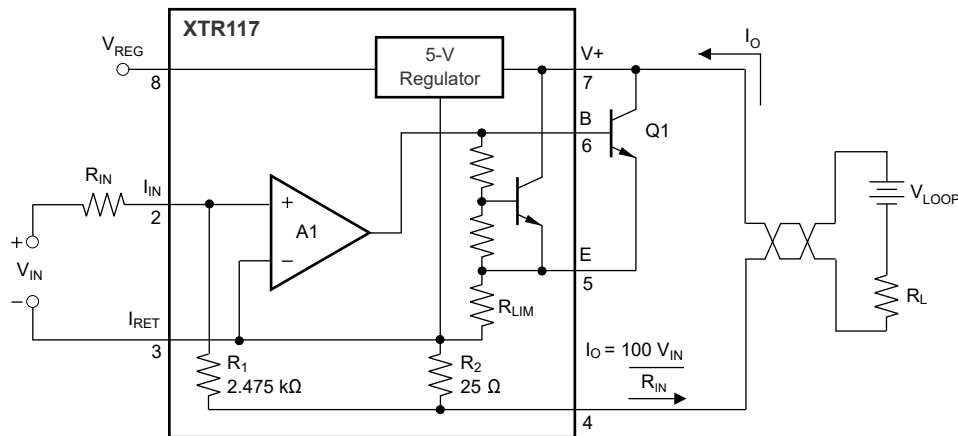 XTR117
V_REG
8
5-V
Regulator
V+
7
I_O
B
6
Q1
R_IN
I_IN
2
+
A1
−
+
V_IN
−
V_LOOP
E
5
R_LIM
R_L
I_RET
3
R_1
2.475 kΩ
R_2
25 Ω
I_O = 100 V_IN
R_IN
4